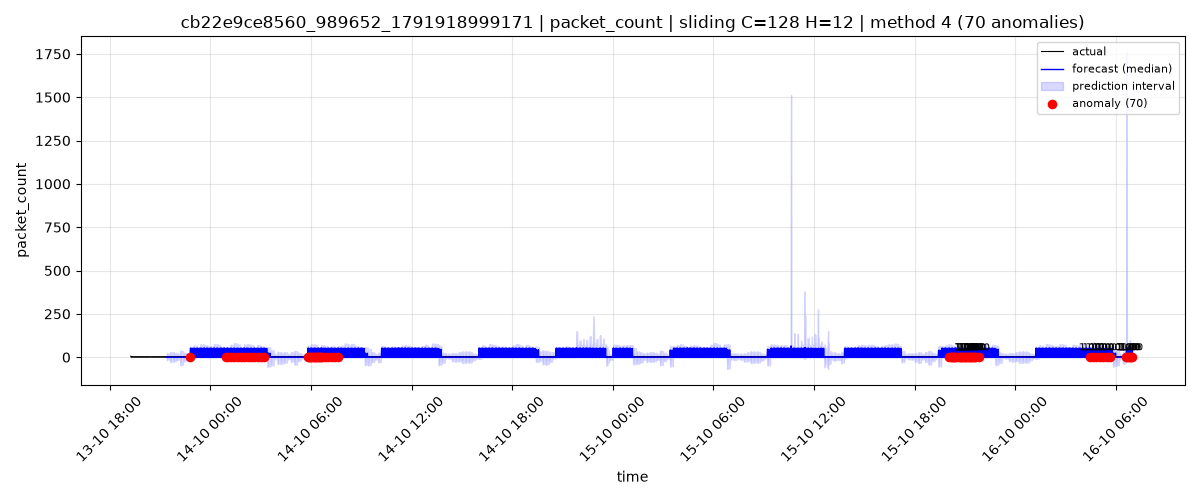 cb22e9ce8560_989652_1791918999171 | packet_count | sliding C=128 H=12 | method 4 (70 anomalies)
actual
forecast (median)
prediction interval
anomaly (70)
packet_count
1750
1500
1250
1000
750
500
250
0
13-10 18:00
14-10 00:00
14-10 06:00
14-10 12:00
14-10 18:00
15-10 00:00
15-10 06:00
15-10 12:00
15-10 18:00
16-10 00:00
16-10 06:00
time